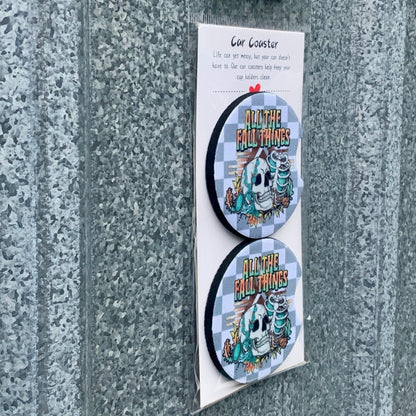 Car Coaster
Life can get messy, but your car doesn't
have to. Our car coasters help keep your
cup holders clean.
ALL THE
FALL THINGS
ALL THE
FALL THINGS